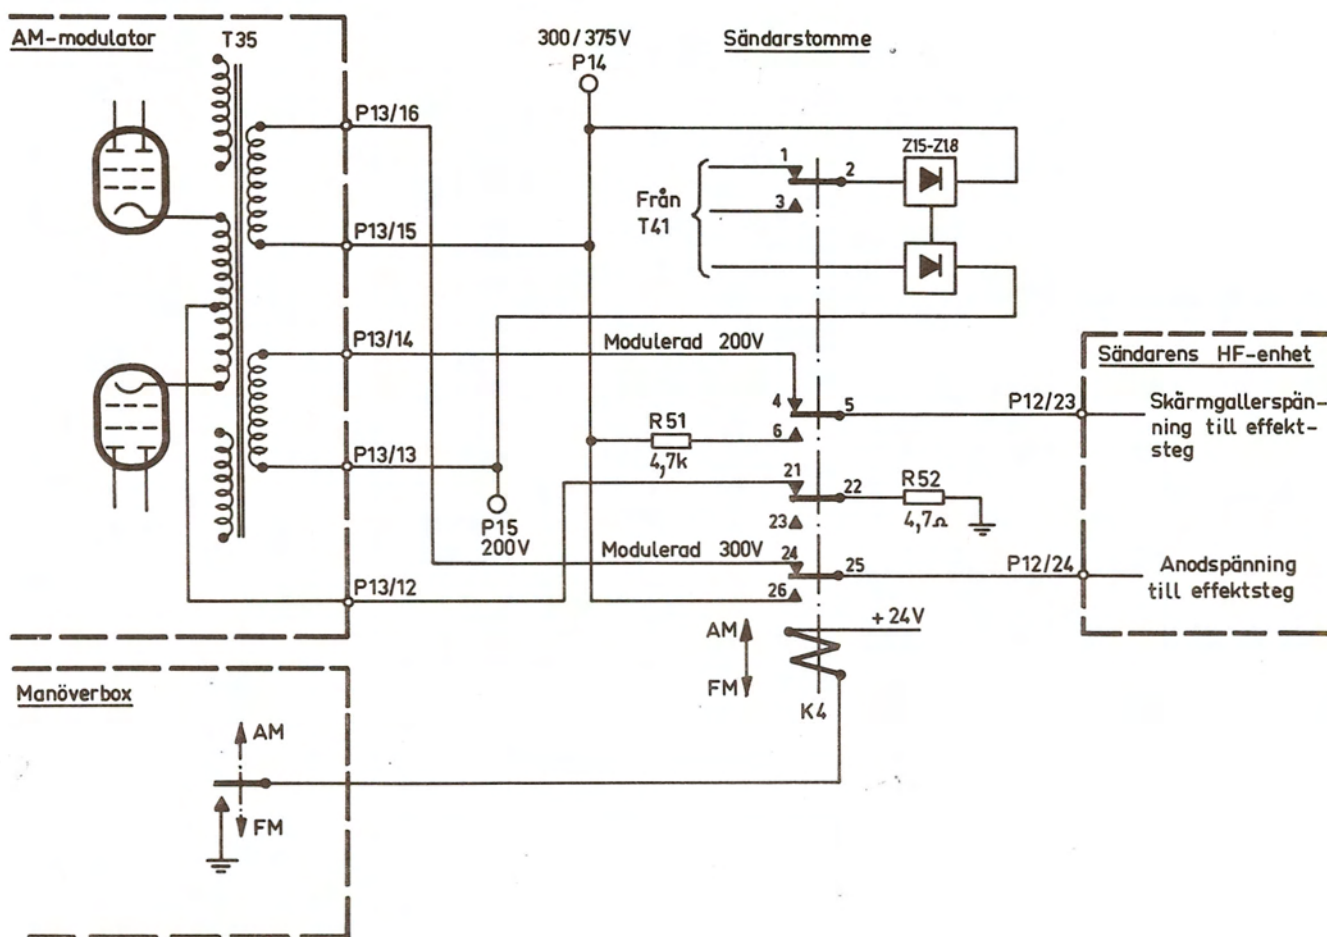 AM-modulator
T35
300/375V
P14
Sändarstomme
P13/16
1
2
Z15-Z18
Från
T41
3
P13/15
P13/14
Modulerad 200V
Sändarens HF-enhet
4
5
P12/23
Skärmgallerspän-
ning till effekt-
steg
R51
4,7k
6
P13/13
21
22
R52
4,7Ω
P15
200V
23
Modulerad 300V
24
25
P12/24
Anodspänning
till effektsteg
26
P13/12
+24V
AM
FM
K4
Manöverbox
AM
FM